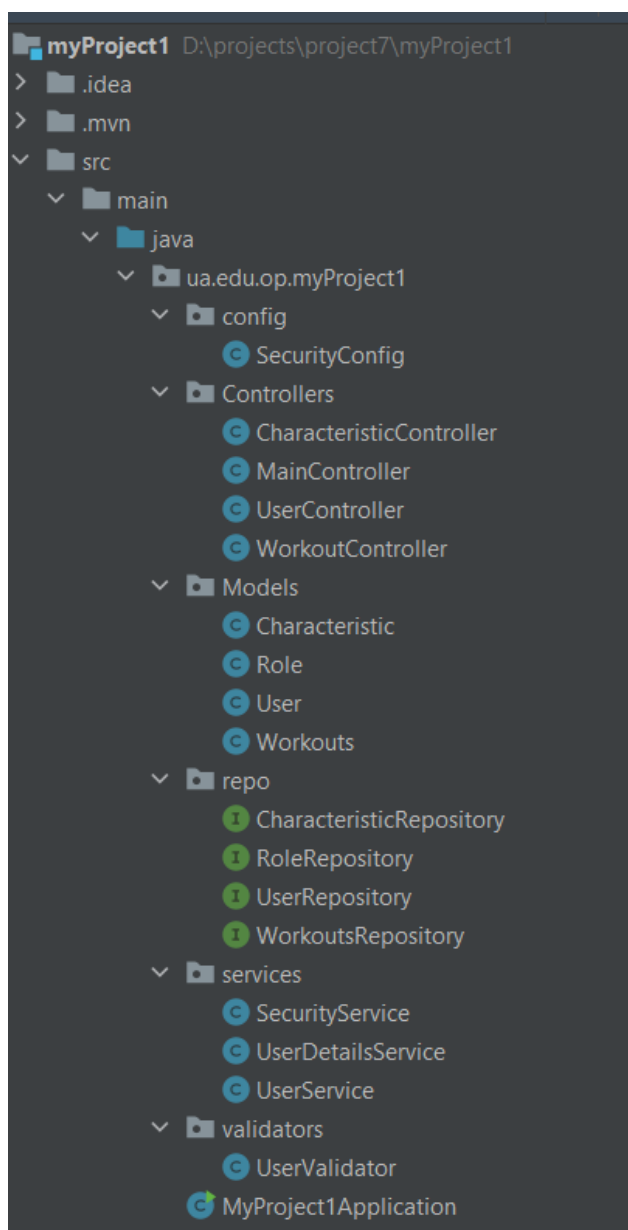 myProject1 D:\projects\project7\myProject1
.idea
.mvn
src
main
java
ua.edu.op.myProject1
config
C SecurityConfig
Controllers
C CharacteristicController
C MainController
C UserController
C WorkoutController
Models
C Characteristic
C Role
C User
C Workouts
repo
I CharacteristicRepository
I RoleRepository
I UserRepository
I WorkoutsRepository
services
C SecurityService
C UserDetailsService
C UserService
validators
C UserValidator
C MyProject1Application